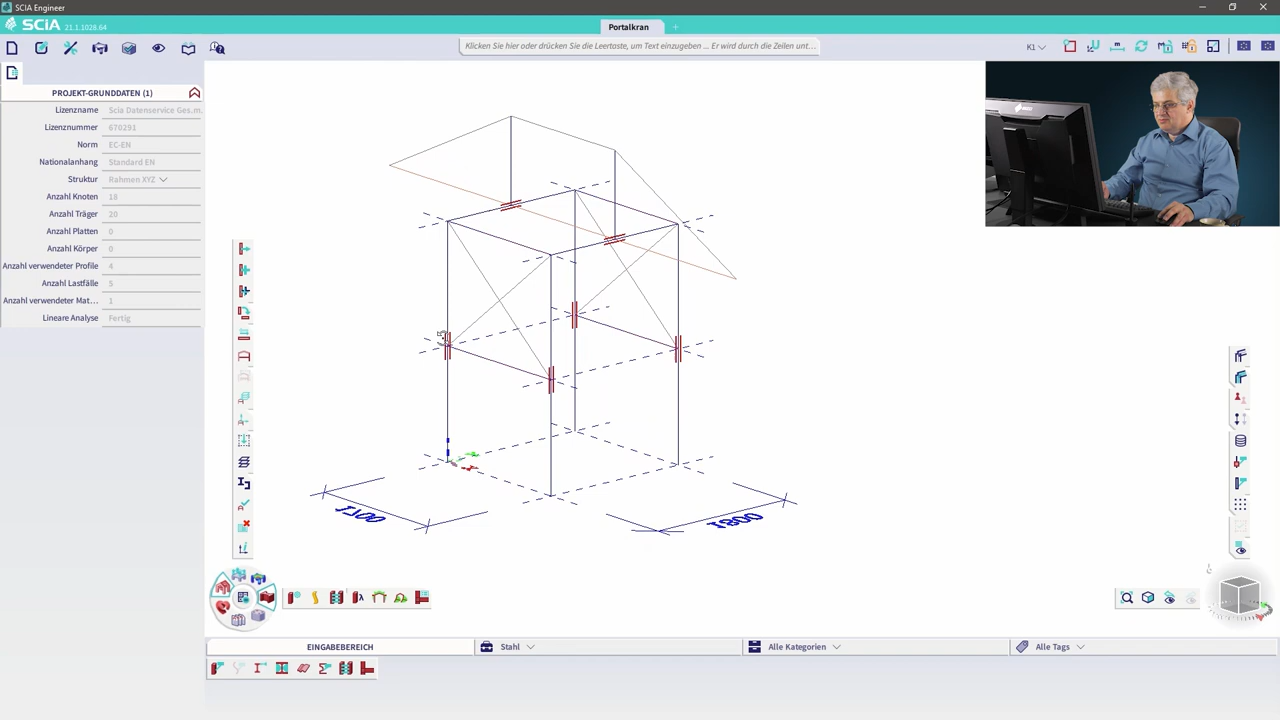 SCIA Engineer
SCIA 21.1.1028.64
Portalkran
Klicken Sie hier oder drücken Sie die Leertaste, um Text einzugeben ... Er wird durch die Zeilen unt...
K1
PROJEKT-GRUNDDATEN (1)
Lizenzname Scia Datenservice Ges.m.
Lizenznummer 670291
Norm EC-EN
Nationalanhang Standard EN
Struktur Rahmen XYZ
Anzahl Knoten 18
Anzahl Träger 20
Anzahl Platten 0
Anzahl Körper 0
Anzahl verwendeter Profile 4
Anzahl Lastfälle 5
Anzahl verwendeter Mat... 1
Lineare Analyse Fertig
1100
1800
EINGABEBEREICH
Stahl
Alle Kategorien
Alle Tags